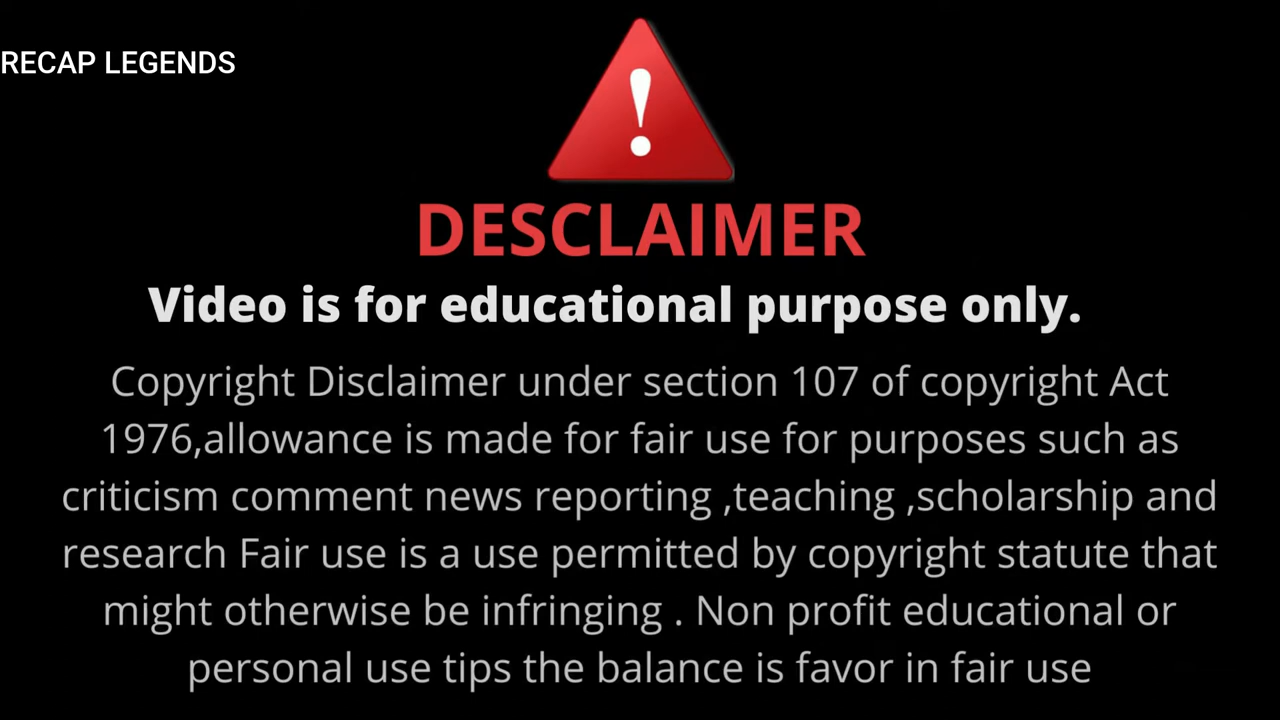 RECAP LEGENDS
!
DESCLAIMER
Video is for educational purpose only.
Copyright Disclaimer under section 107 of copyright Act
1976,allowance is made for fair use for purposes such as
criticism comment news reporting ,teaching ,scholarship and
research Fair use is a use permitted by copyright statute that
might otherwise be infringing . Non profit educational or
personal use tips the balance is favor in fair use